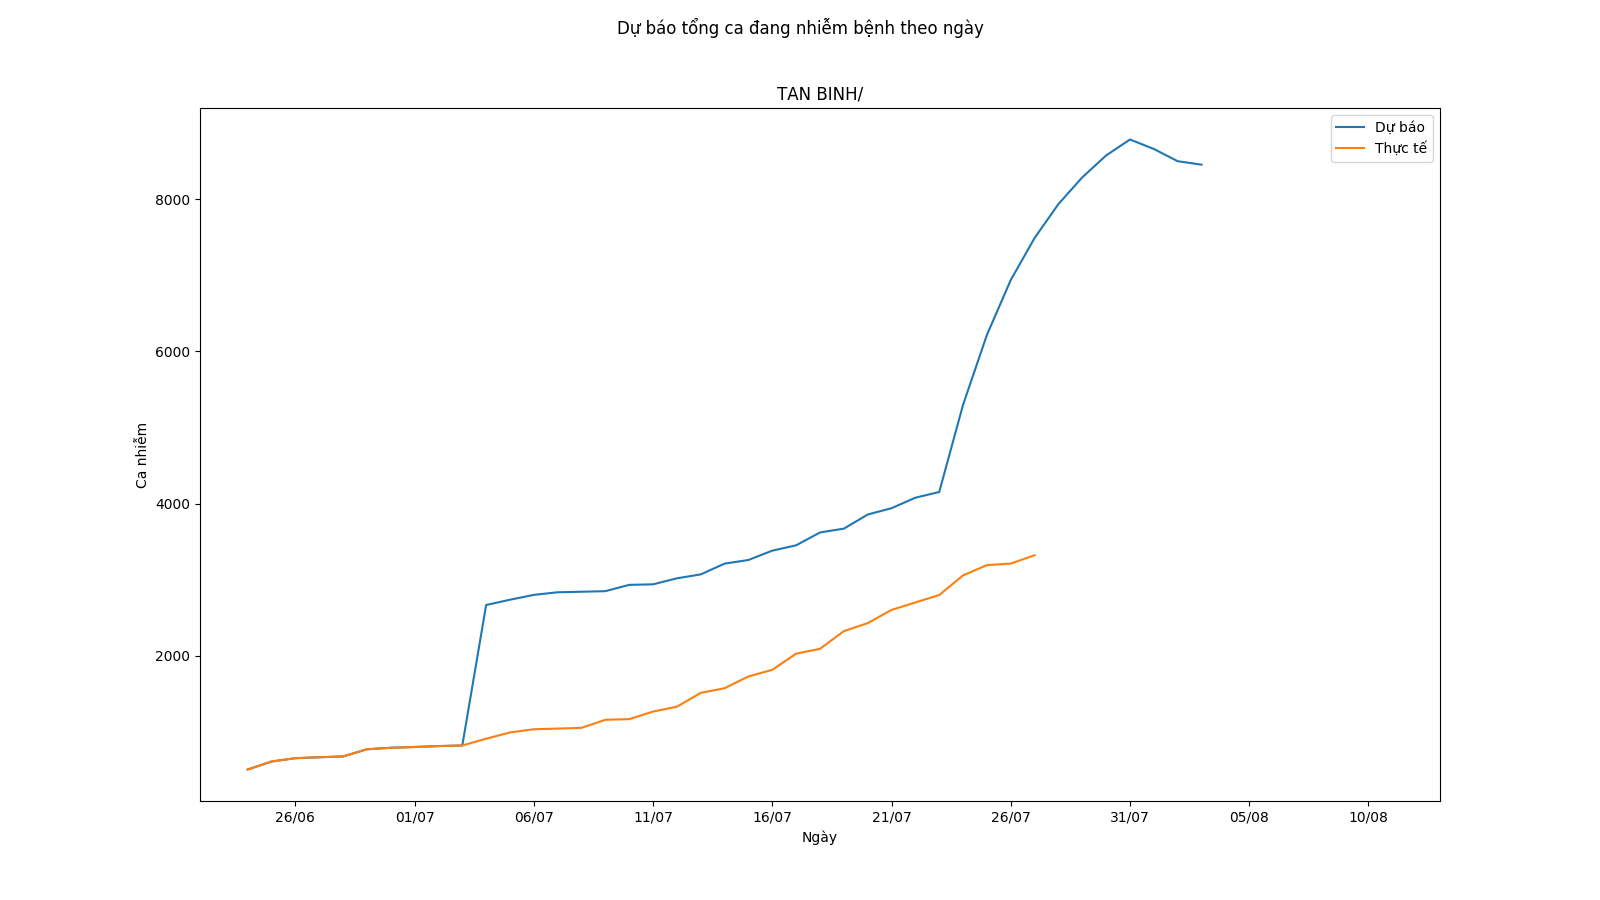 Dự báo tổng ca đang nhiễm bệnh theo ngày
TAN BINH/
Dự báo
Thực tế
8000
6000
4000
2000
Ca nhiễm
26/06
01/07
06/07
11/07
16/07
21/07
26/07
31/07
05/08
10/08
Ngày